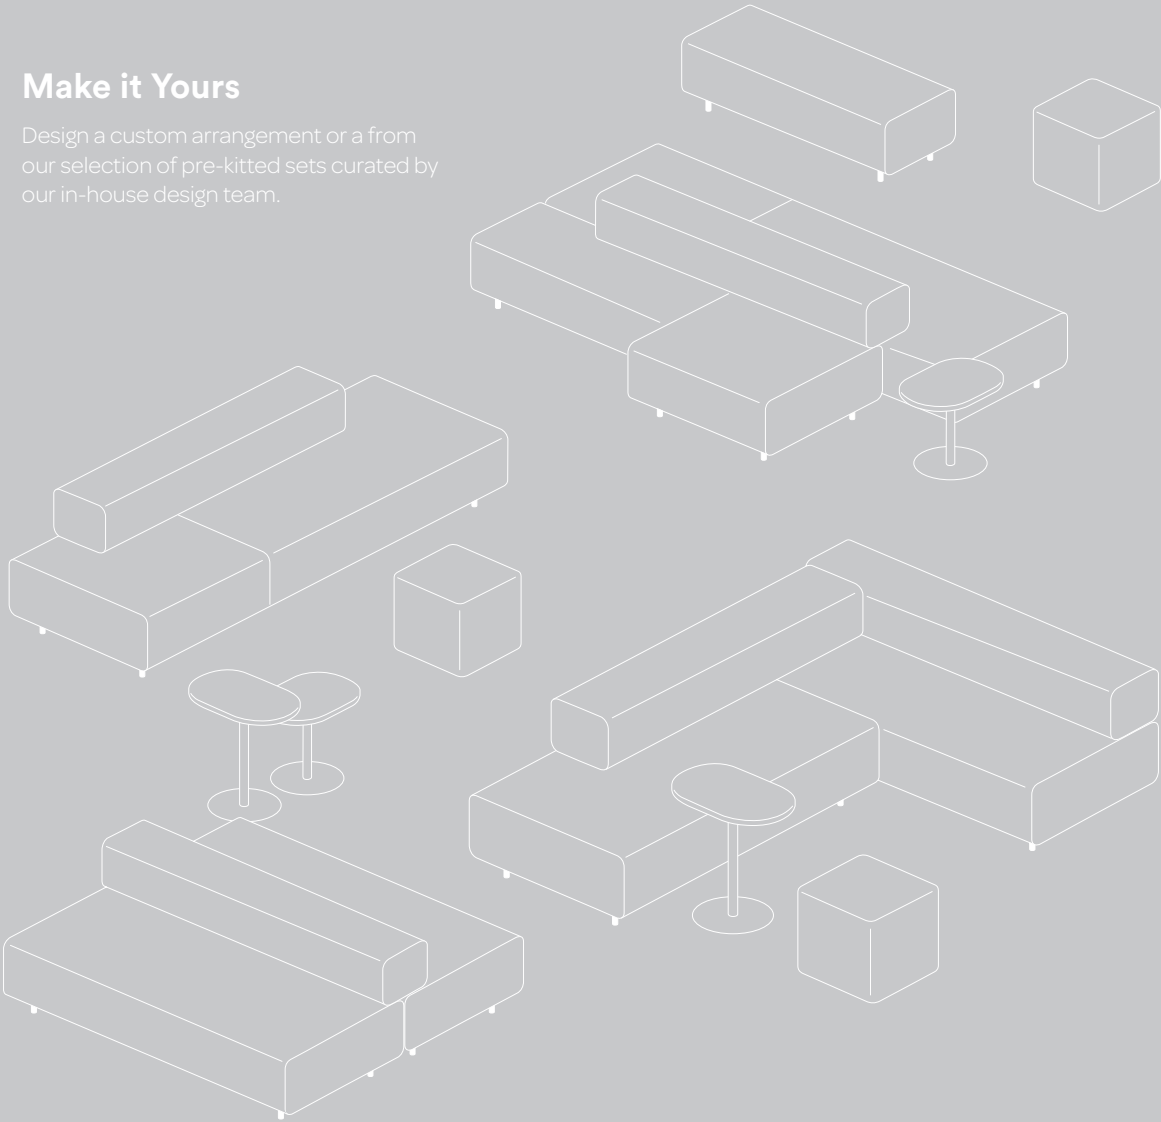 Make it Yours
Design a custom arrangement or a from
our selection of pre-kitted sets curated by
our in-house design team.